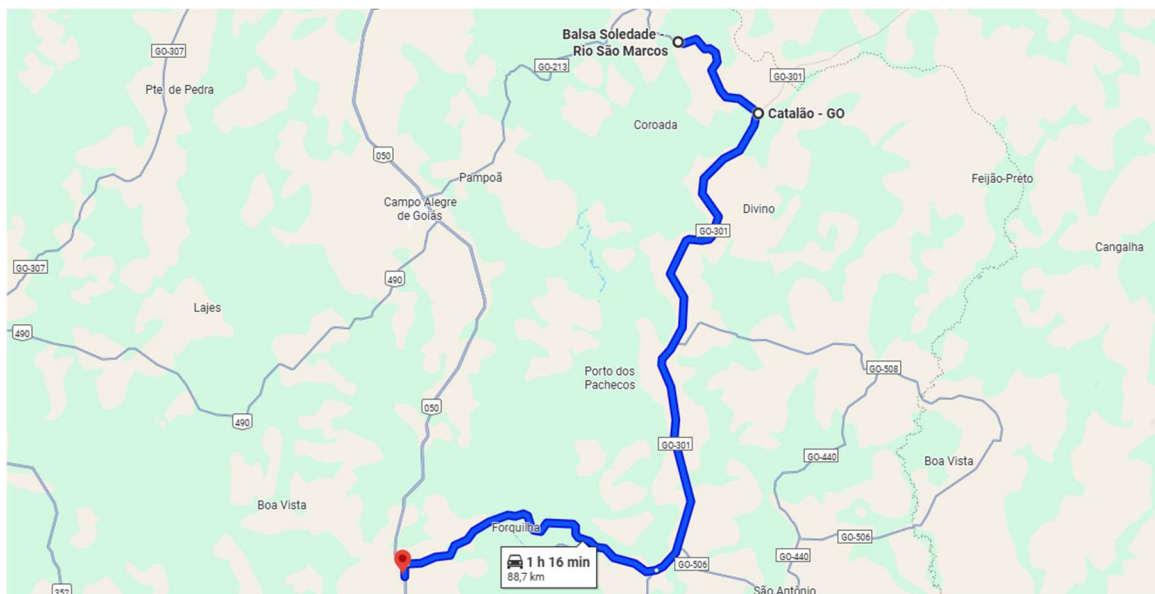 GO-307
Balsa Soledade -
Rio São Marcos
GO-213
GO-301
Pte. de Pedra
Catalão - GO
Coroada
050
Pampoã
Feijão-Preto
Campo Alegre
de Goiás
Divino
GO-301
Cangalha
GO-307
490
Lajes
490
Porto dos
Pachecos
GO-508
050
490
GO-301
GO-440
Boa Vista
Boa Vista
Forquilha
GO-506
1 h 16 min
88,7 km
GO-506
GO-440
São Antônio
352